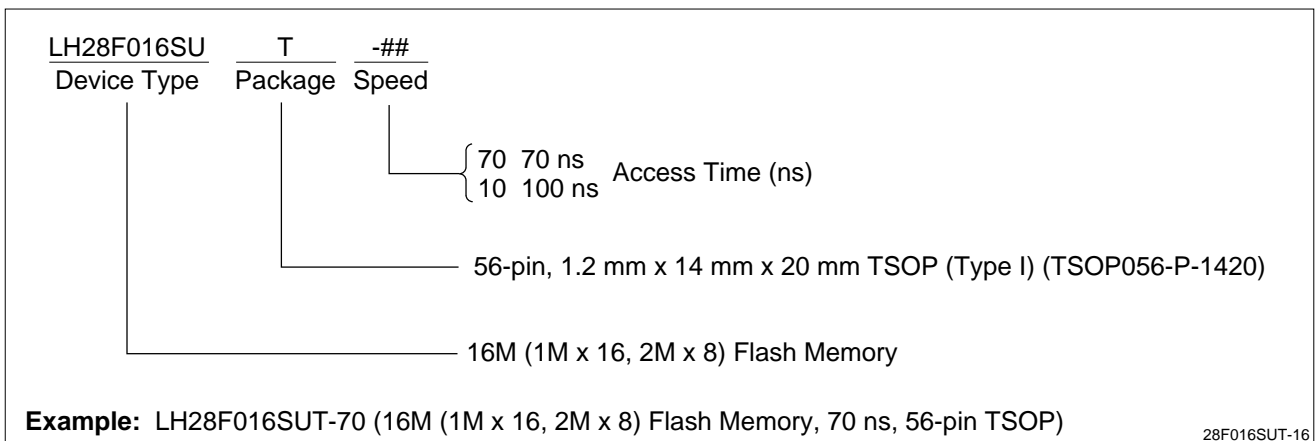 LH28F016SU T -##
Device Type Package Speed
70 70 ns
10 100 ns
Access Time (ns)
56-pin, 1.2 mm x 14 mm x 20 mm TSOP (Type I) (TSOP056-P-1420)
16M (1M x 16, 2M x 8) Flash Memory
Example: LH28F016SUT-70 (16M (1M x 16, 2M x 8) Flash Memory, 70 ns, 56-pin TSOP)
28F016SUT-16